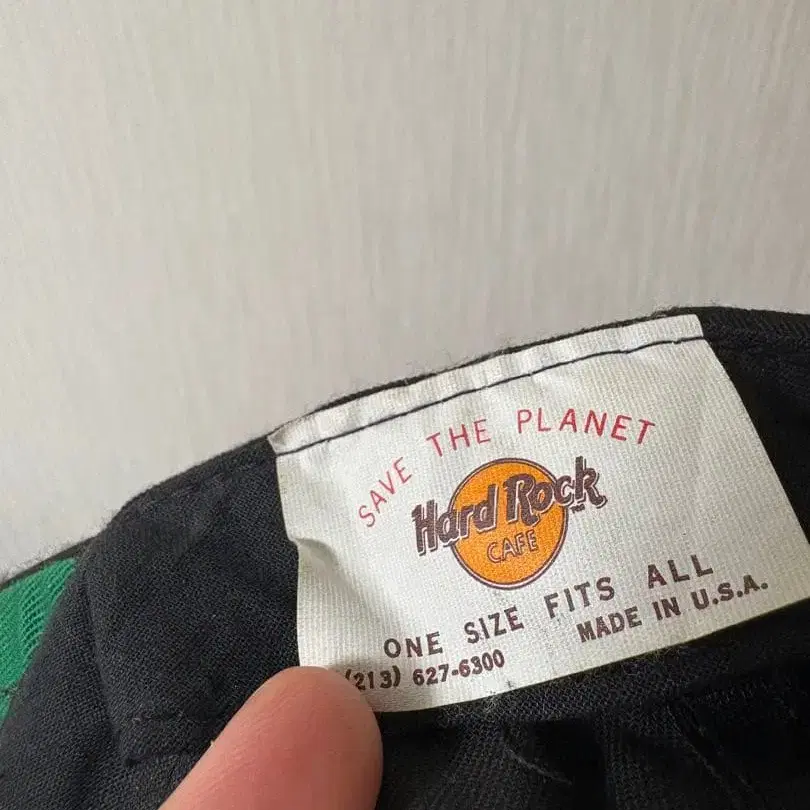 SAVE THE PLANET
Hard Rock
CAFE
ONE SIZE FITS ALL
MADE IN U.S.A.
(213) 627-6300